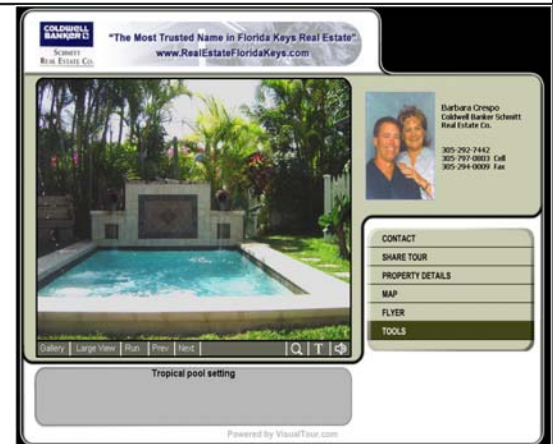 COLDWELL
BANKER
SCHMITT
REAL ESTATE CO.
"The Most Trusted Name in Florida Keys Real Estate"
www.RealEstateFloridaKeys.com
Barbara Crespo
Coldwell Banker Schmitt
Real Estate Co.
305-292-7442
305-797-0803 Cell
305-294-0009 Fax
CONTACT
SHARE TOUR
PROPERTY DETAILS
MAP
FLYER
TOOLS
Gallery Large View Run Prev Next T
Tropical pool setting
Powered by VisualTour.com